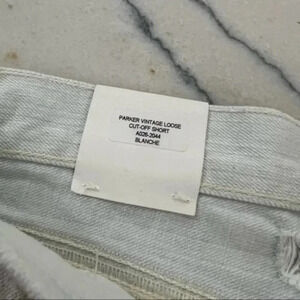 PARKER VINTAGE LOOSE
CUT-OFF SHORT
A026-2044
BLANCHE